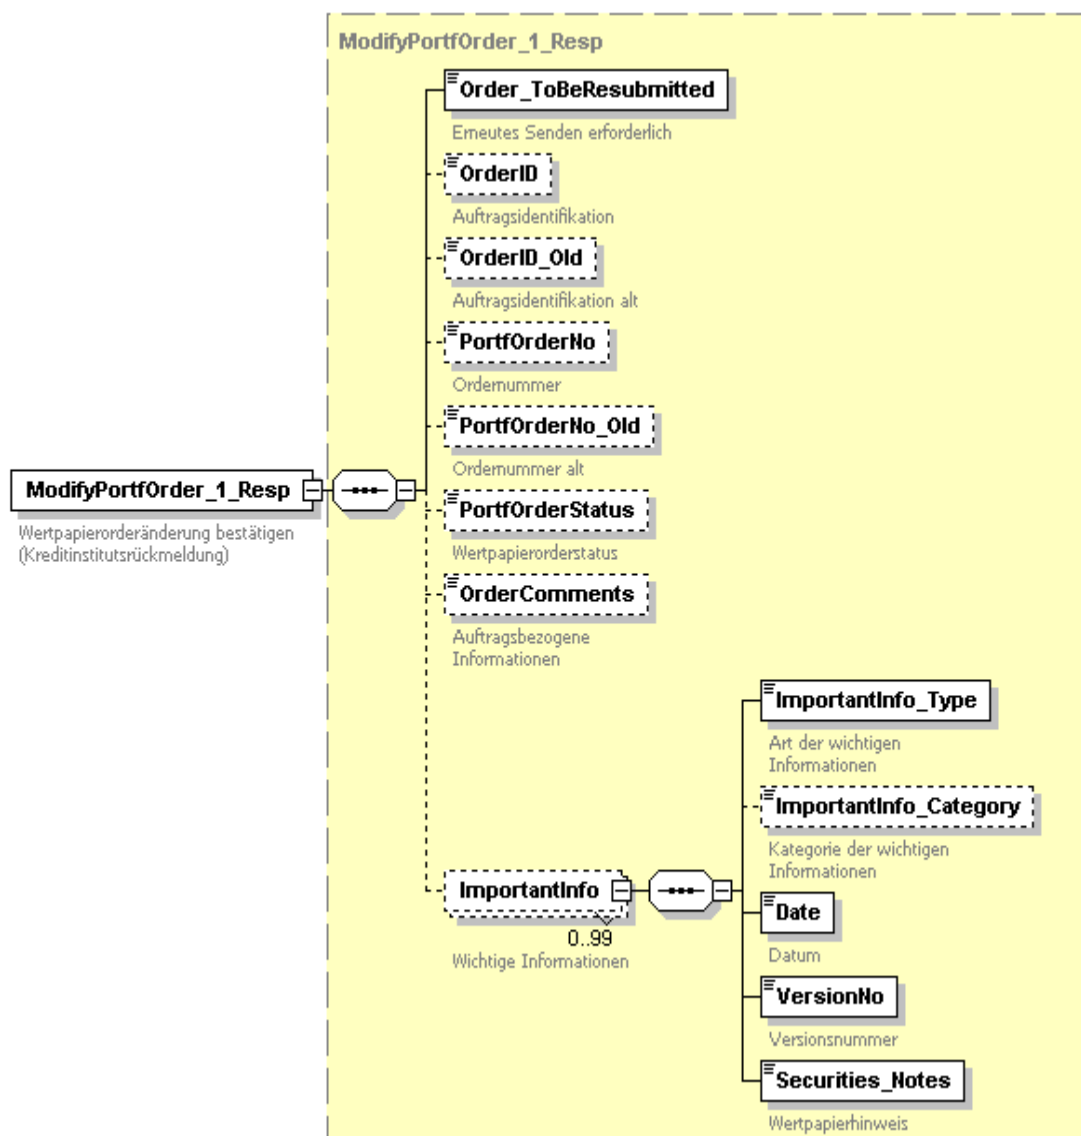 ModifyPortfOrder_1_Resp
Order_ToBeResubmitted
Erneutes Senden erforderlich
OrderID
Auftragsidentifikation
OrderID_Old
Auftragsidentifikation alt
PortfOrderNo
Ordernummer
PortfOrderNo_Old
Ordernummer alt
ModifyPortfOrder_1_Resp
Wertpapierorderänderung bestätigen
(Kreditinstitutsrückmeldung)
PortfOrderStatus
Wertpapierorderstatus
OrderComments
Auftragsbezogene
Informationen
ImportantInfo
0..99
Wichtige Informationen
ImportantInfo_Type
Art der wichtigen
Informationen
ImportantInfo_Category
Kategorie der wichtigen
Informationen
Date
Datum
VersionNo
Versionsnummer
Securities_Notes
Wertpapierhinweis